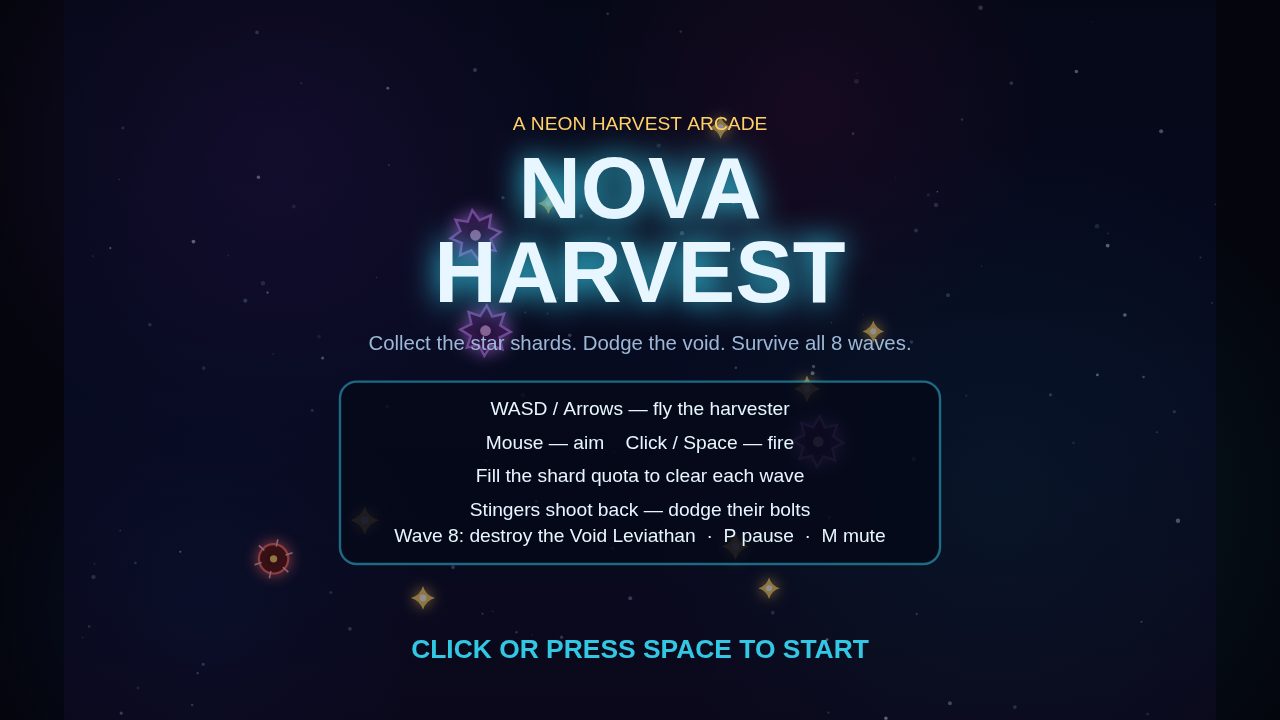 A NEON HARVEST ARCADE
NOVA
HARVEST
Collect the star shards. Dodge the void. Survive all 8 waves.
WASD / Arrows — fly the harvester
Mouse — aim    Click / Space — fire
Fill the shard quota to clear each wave
Stingers shoot back — dodge their bolts
Wave 8: destroy the Void Leviathan  ·  P pause  ·  M mute
CLICK OR PRESS SPACE TO START